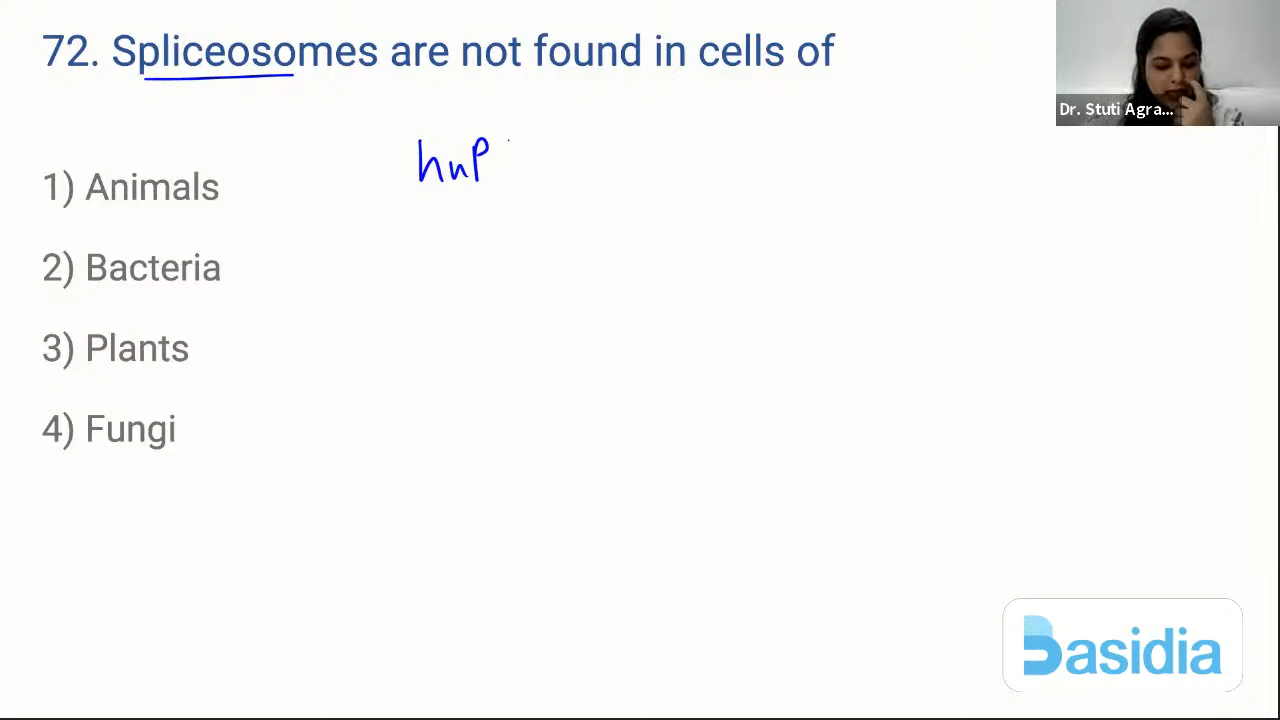 72. Spliceosomes are not found in cells of
Dr. Stuti Agra...
hnP
1) Animals
2) Bacteria
3) Plants
4) Fungi
Basidia